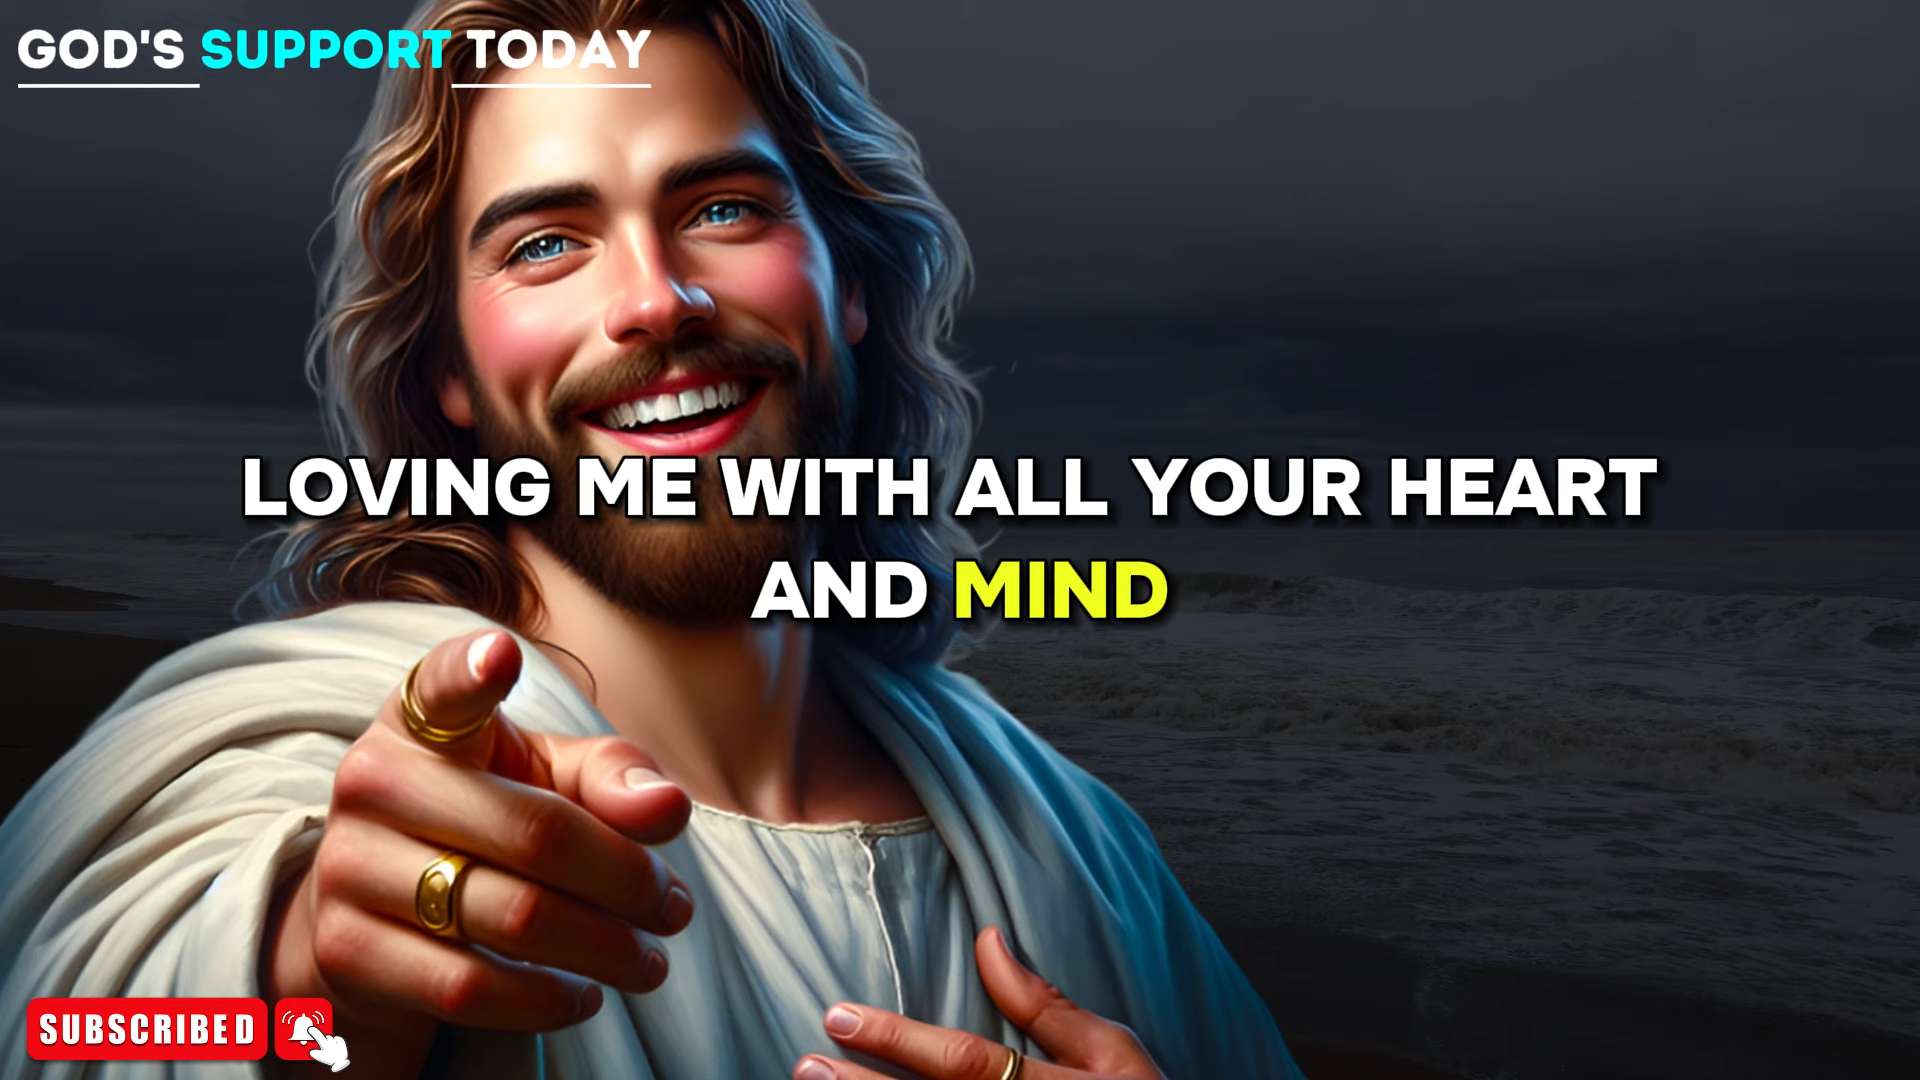 GOD'S SUPPORT TODAY
LOVING ME WITH ALL YOUR HEART
AND MIND
SUBSCRIBED